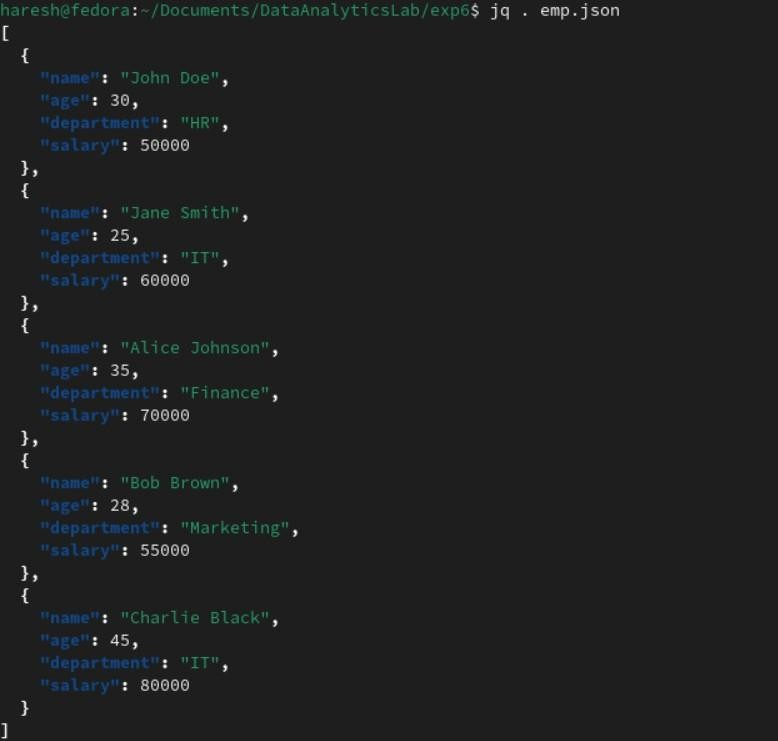 haresh@fedora:~/Documents/DataAnalyticsLab/exp6$ jq . emp.json
[
  {
    "name": "John Doe",
    "age": 30,
    "department": "HR",
    "salary": 50000
  },
  {
    "name": "Jane Smith",
    "age": 25,
    "department": "IT",
    "salary": 60000
  },
  {
    "name": "Alice Johnson",
    "age": 35,
    "department": "Finance",
    "salary": 70000
  },
  {
    "name": "Bob Brown",
    "age": 28,
    "department": "Marketing",
    "salary": 55000
  },
  {
    "name": "Charlie Black",
    "age": 45,
    "department": "IT",
    "salary": 80000
  }
]